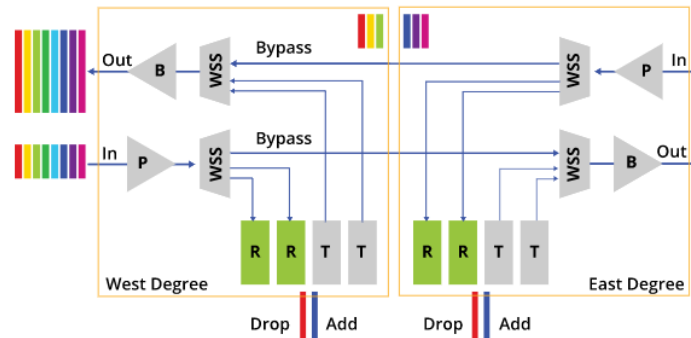 Out
B
WSS
Bypass
WSS
P
In
In
P
WSS
Bypass
WSS
B
Out
R
R
T
T
R
R
T
T
West Degree
East Degree
Drop
Add
Drop
Add